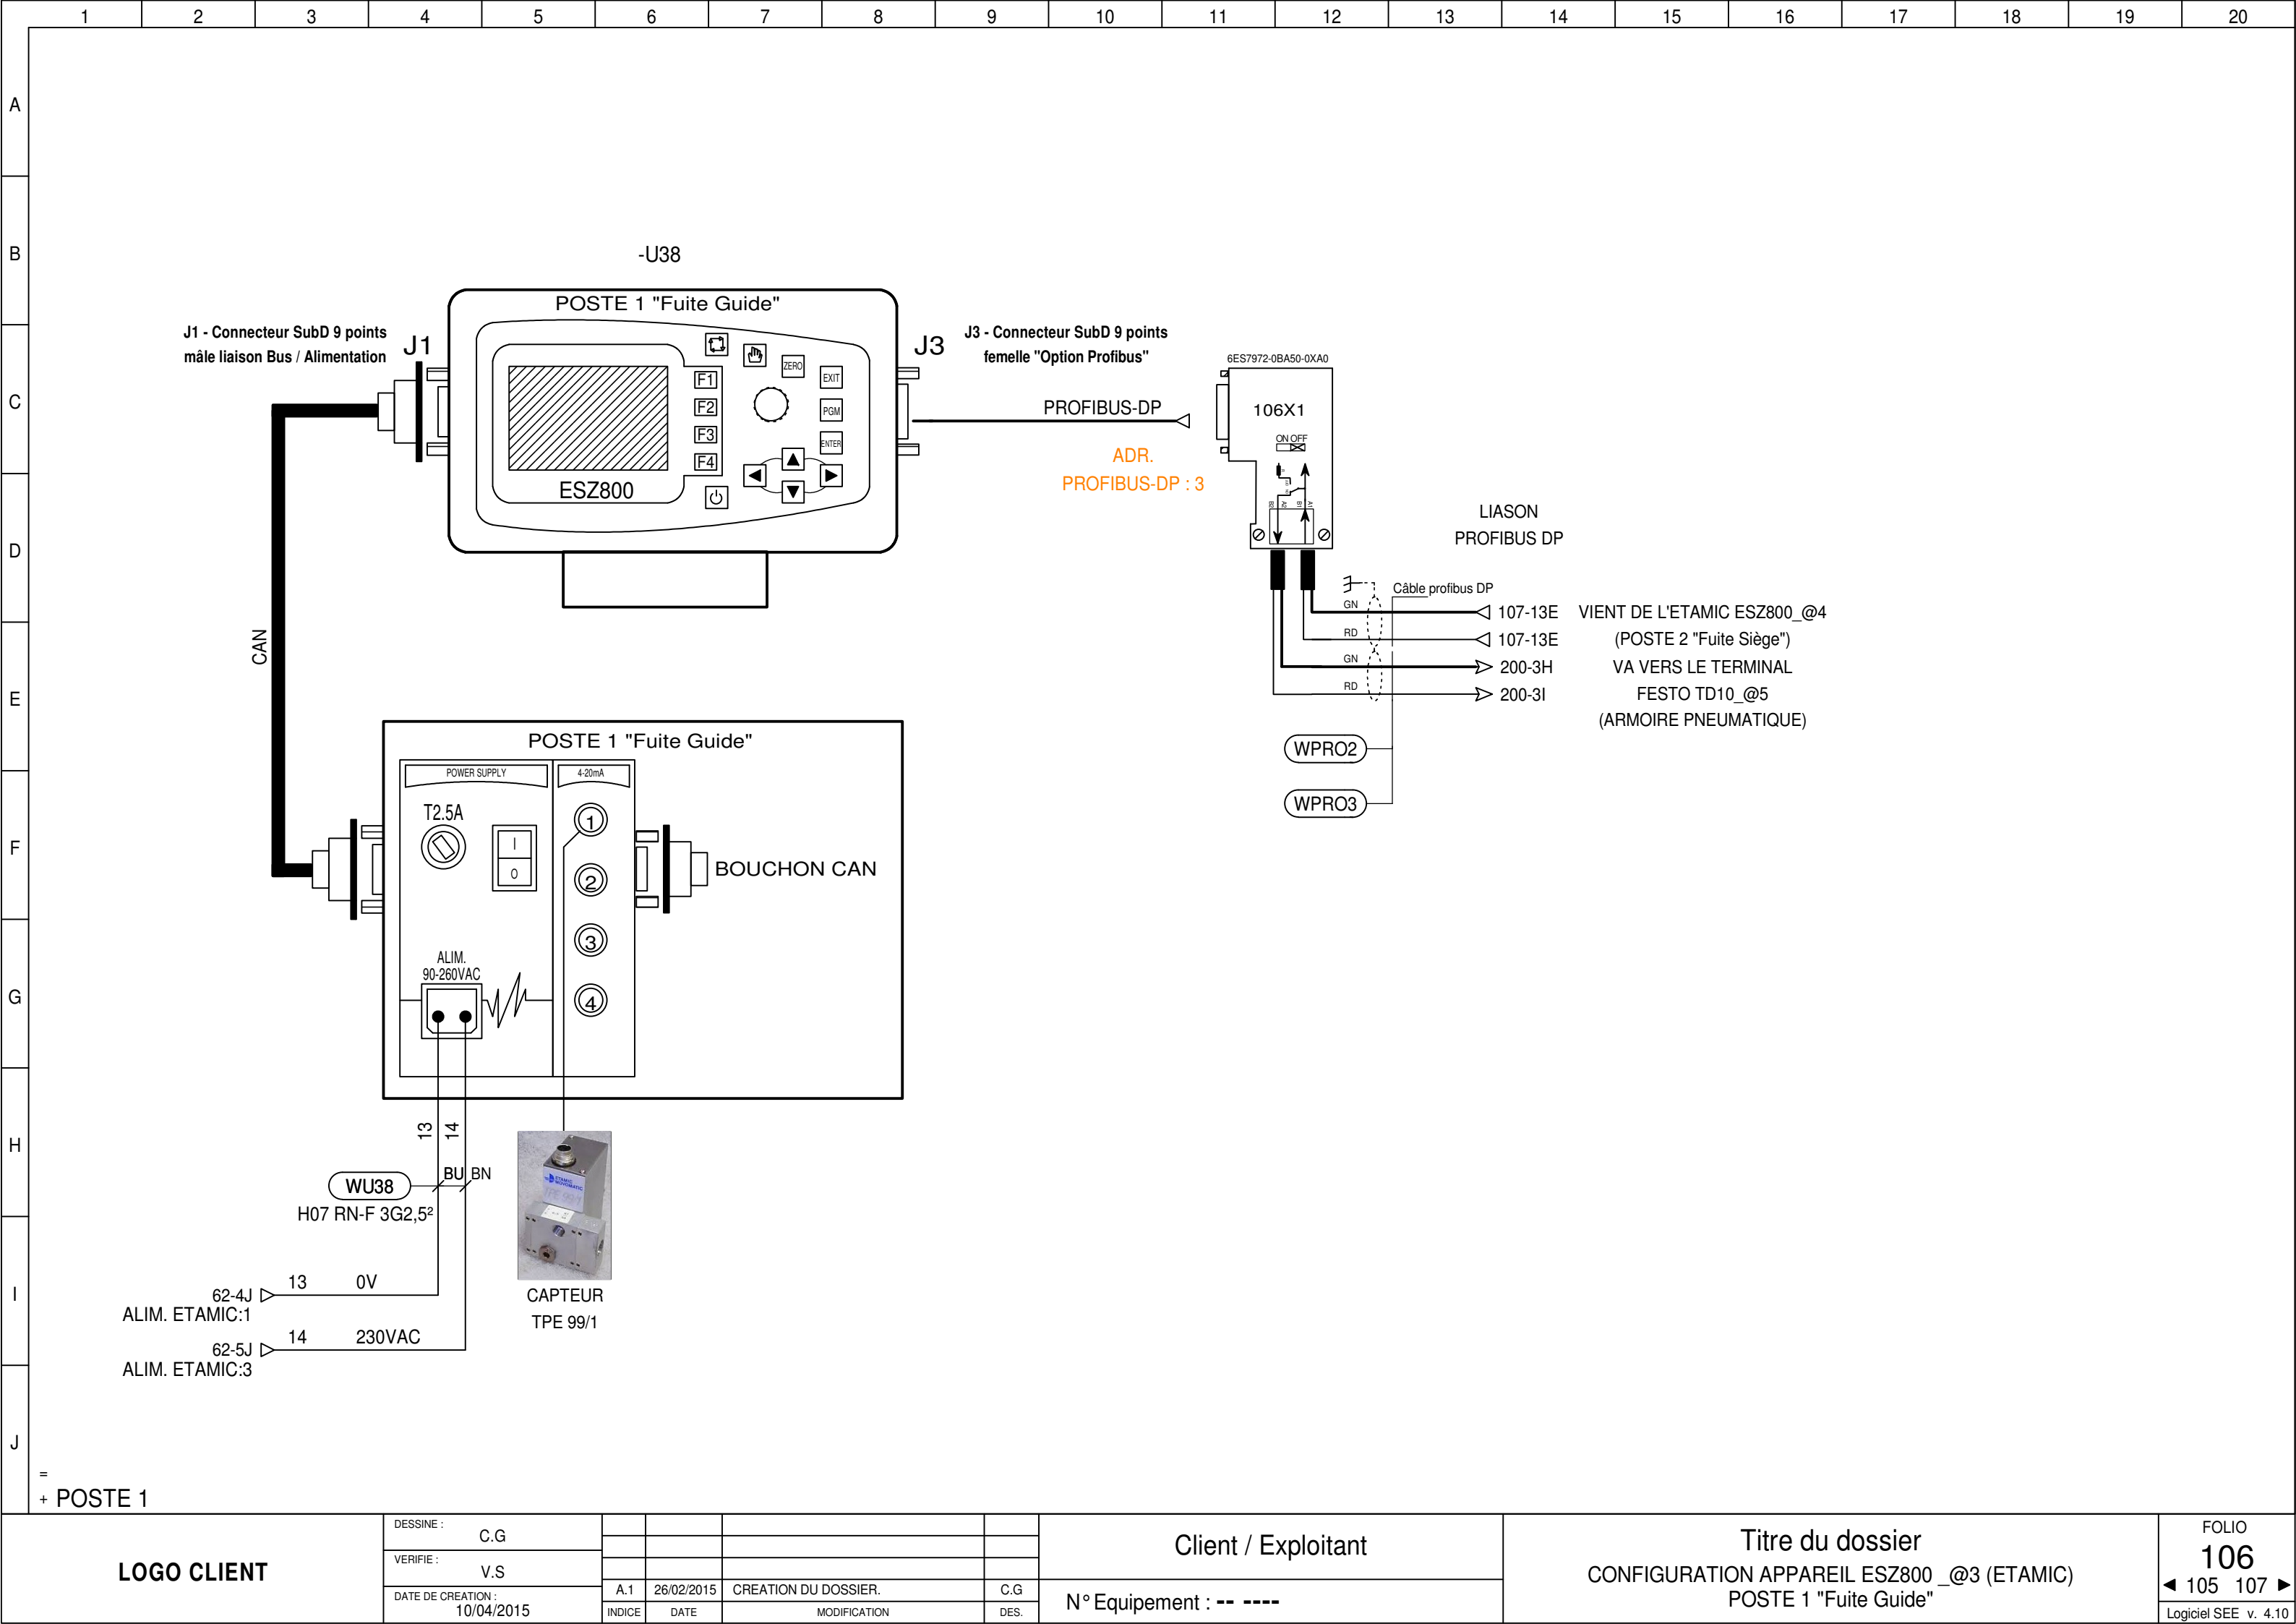 1 2 3 4 5 6 7 8 9 10 11 12 13 14 15 16 17 18 19 20
A
B
C
D
E
F
G
H
I
J
-U38
POSTE 1 "Fuite Guide"
J1 - Connecteur SubD 9 points
mâle liaison Bus / Alimentation
J1
J3
J3 - Connecteur SubD 9 points
femelle "Option Profibus"
ZERO
EXIT
PGM
ENTER
F1
F2
F3
F4
ESZ800
PROFIBUS-DP
ADR.
PROFIBUS-DP : 3
6ES7972-0BA50-0XA0
106X1
ON OFF
B2 A2 B1 A1
LIASON
PROFIBUS DP
Câble profibus DP
GN 107-13E VIENT DE L'ETAMIC ESZ800_@4
RD 107-13E (POSTE 2 "Fuite Siège")
GN 200-3H VA VERS LE TERMINAL
RD 200-3I FESTO TD10_@5
(ARMOIRE PNEUMATIQUE)
WPRO2
WPRO3
CAN
POSTE 1 "Fuite Guide"
POWER SUPPLY
4-20mA
T2.5A
I
O
1
2
3
4
BOUCHON CAN
ALIM.
90-260VAC
13
14
WU38
BU BN
H07 RN-F 3G2,5²
ETAMIC
MOVOMATIC
CAPTEUR
TPE 99/1
62-4J 13 0V
ALIM. ETAMIC:1
62-5J 14 230VAC
ALIM. ETAMIC:3
=
+ POSTE 1
LOGO CLIENT
DESSINE :
C.G
VERIFIE :
V.S
DATE DE CREATION :
10/04/2015
A.1 26/02/2015 CREATION DU DOSSIER. C.G
INDICE DATE MODIFICATION DES.
Client / Exploitant
N° Equipement : -- ----
Titre du dossier
CONFIGURATION APPAREIL ESZ800 _@3 (ETAMIC)
POSTE 1 "Fuite Guide"
FOLIO
106
105 107
Logiciel SEE v. 4.10